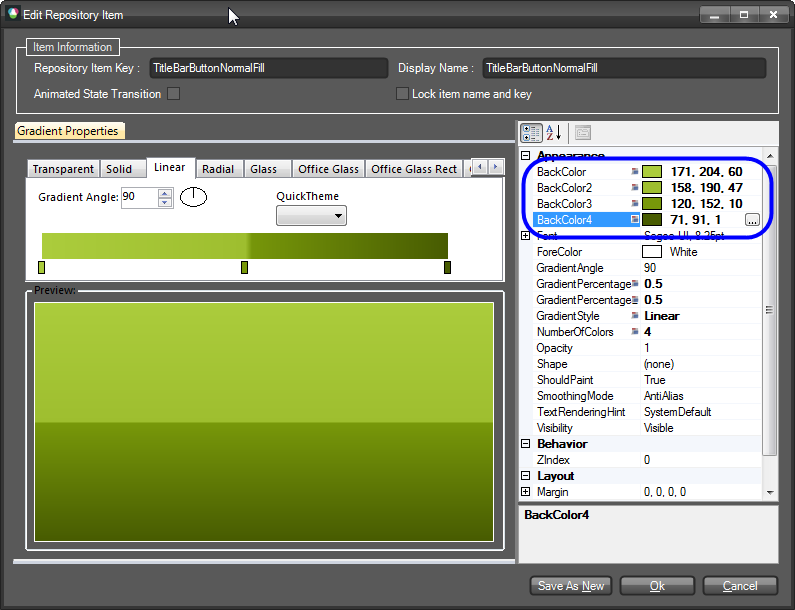 Edit Repository Item
Item Information
Repository Item Key : TitleBarButtonNormalFill Display Name : TitleBarButtonNormalFill
Animated State Transition Lock item name and key
Gradient Properties
Transparent Solid Linear Radial Glass Office Glass Office Glass Rect
Gradient Angle: 90 QuickTheme
Preview:
Appearance
BackColor 171, 204, 60
BackColor2 158, 190, 47
BackColor3 120, 152, 10
BackColor4 71, 91, 1 ...
Font Segoe UI, 8.25pt
ForeColor White
GradientAngle 90
GradientPercentage 0.5
GradientPercentage 0.5
GradientStyle Linear
NumberOfColors 4
Opacity 1
Shape (none)
ShouldPaint True
SmoothingMode AntiAlias
TextRenderingHint SystemDefault
Visibility Visible
Behavior
ZIndex 0
Layout
Margin 0, 0, 0, 0
BackColor4
Save As New Ok Cancel